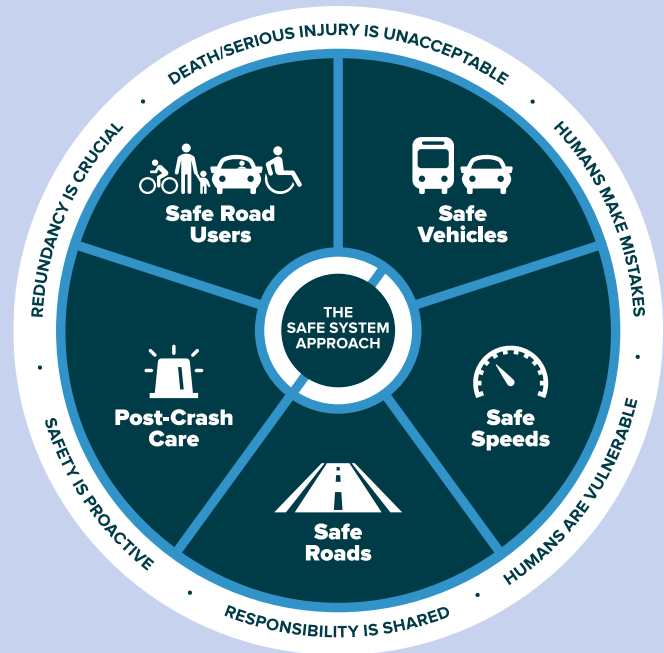 DEATH/SERIOUS INJURY IS UNACCEPTABLE
HUMANS MAKE MISTAKES
HUMANS ARE VULNERABLE
RESPONSIBILITY IS SHARED
SAFETY IS PROACTIVE
REDUNDANCY IS CRUCIAL
Safe Road
Users
Safe
Vehicles
Safe
Speeds
Safe
Roads
Post-Crash
Care
THE
SAFE SYSTEM
APPROACH